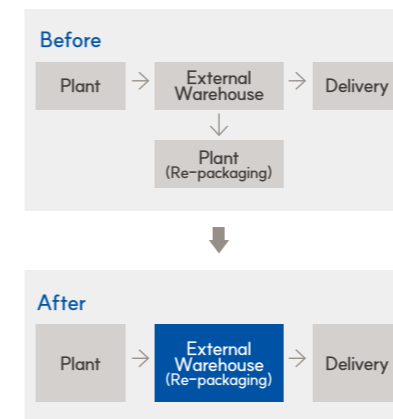 Before
Plant
External
Warehouse
Delivery
Plant
(Re-packaging)
After
Plant
External
Warehouse
(Re-packaging)
Delivery